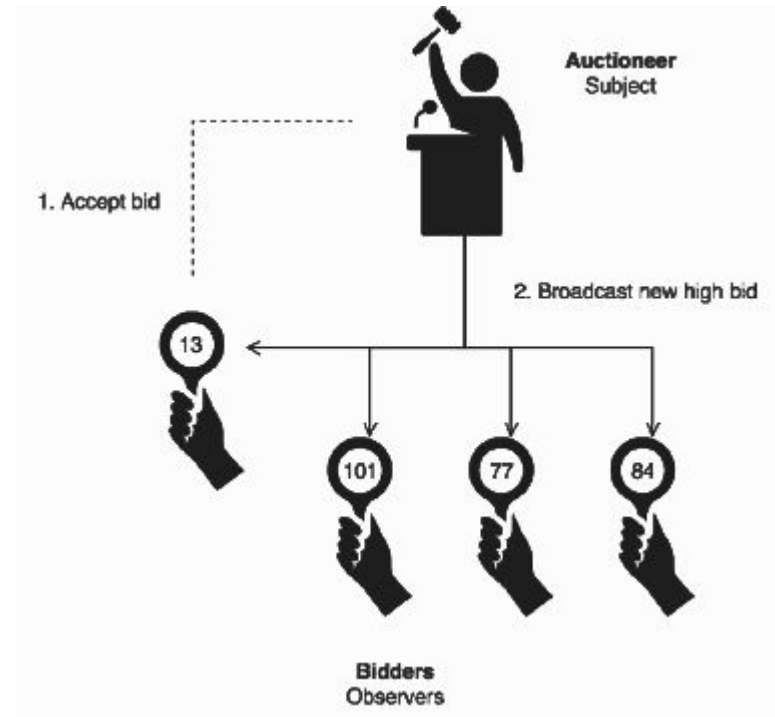 Auctioneer
Subject
1. Accept bid
2. Broadcast new high bid
13
101
77
84
Bidders
Observers